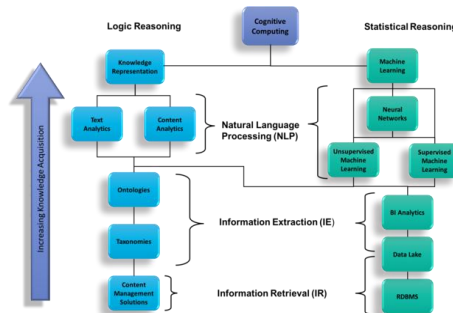 Logic Reasoning
Cognitive
Computing
Statistical Reasoning
Knowledge
Representation
Machine
Learning
Neural
Networks
Text
Analytics
Content
Analytics
Natural Language
Processing (NLP)
Unsupervised
Machine
Learning
Supervised
Machine
Learning
Increasing Knowledge Acquisition
Ontologies
BI Analytics
Information Extraction (IE)
Taxonomies
Data Lake
Content
Management
Solutions
Information Retrieval (IR)
RDBMS